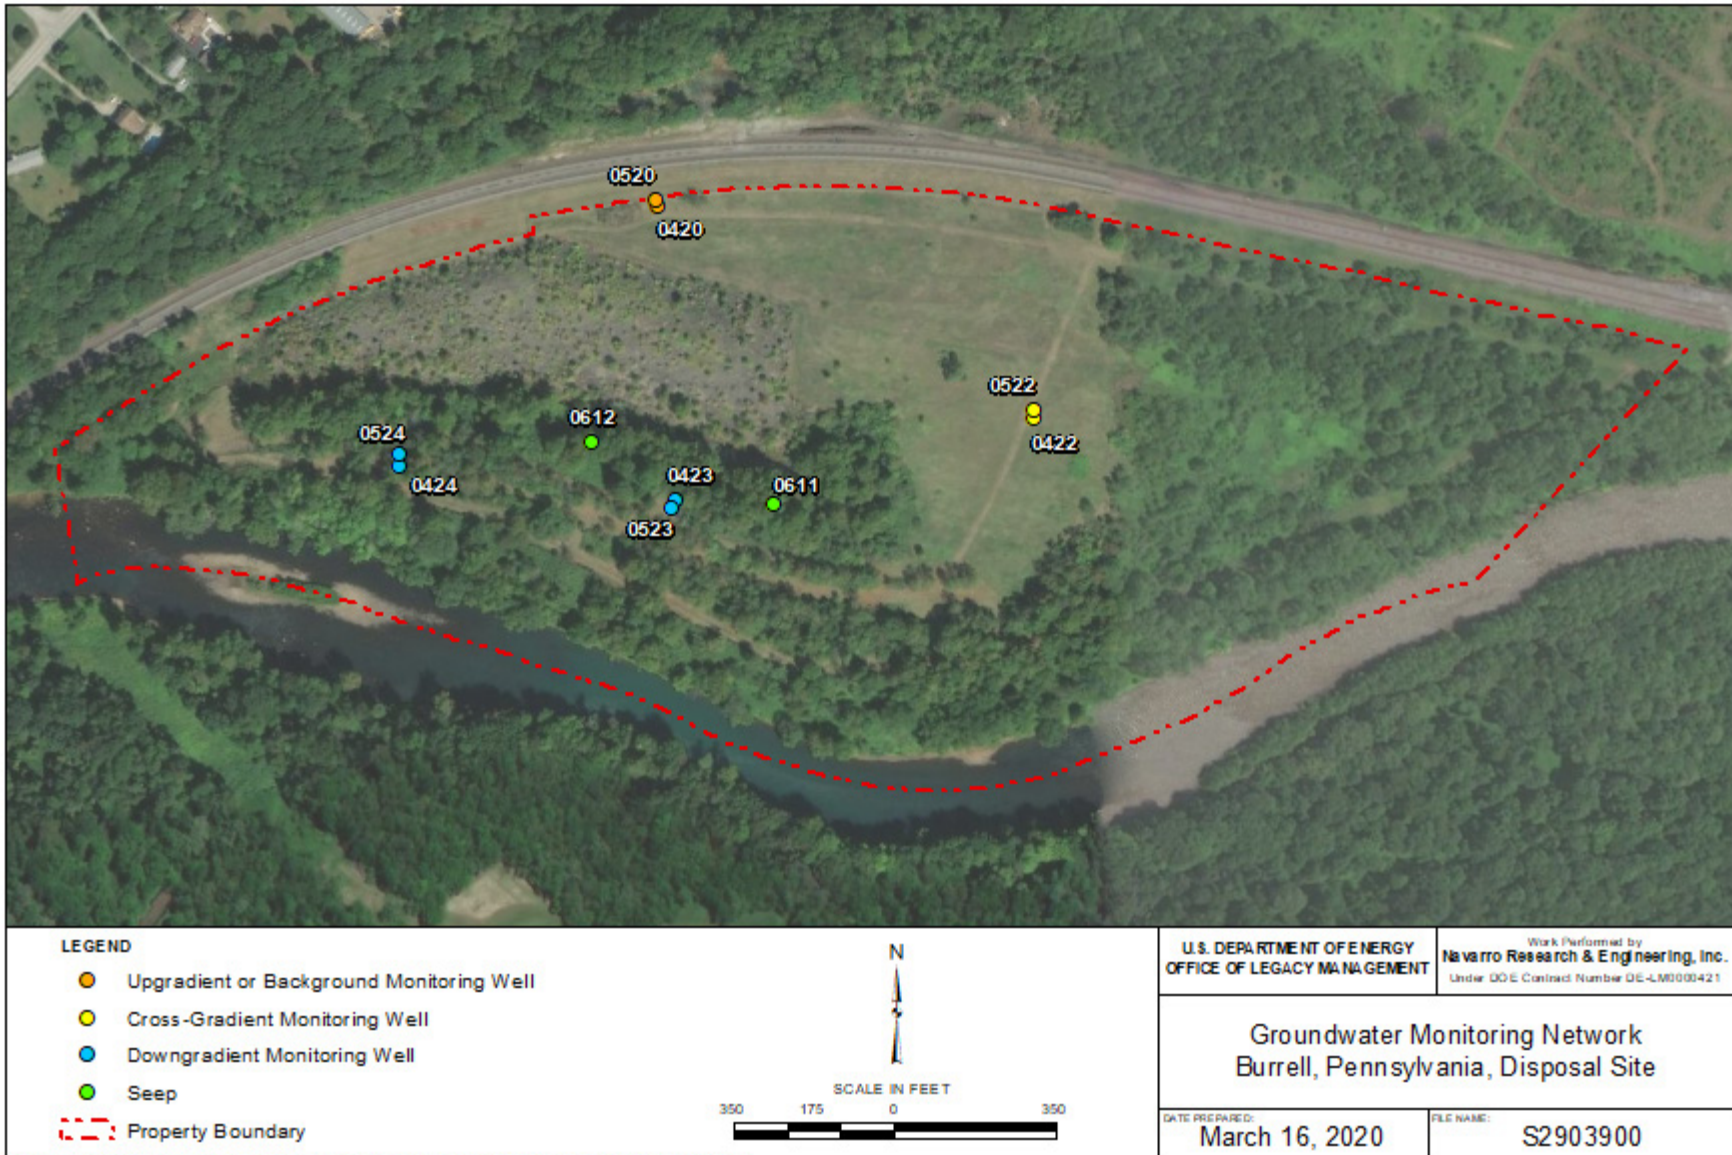 0520
0420
0522
0612
0524
0422
0423
0611
0424
0523
LEGEND
Upgradient or Background Monitoring Well
Cross-Gradient Monitoring Well
Downgradient Monitoring Well
Seep
Property Boundary
N
SCALE IN FEET
350 175 0 350
U.S. DEPARTMENT OF ENERGY
OFFICE OF LEGACY MANAGEMENT
Work Performed by
Navarro Research & Engineering, Inc.
Under DOE Contract Number DE-LM0000421
Groundwater Monitoring Network
Burrell, Pennsylvania, Disposal Site
DATE PREPARED:
March 16, 2020
FILE NAME:
S2903900